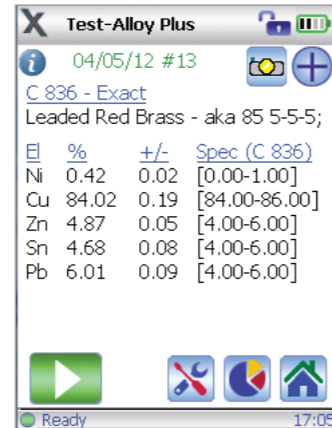 X Test-Alloy Plus
04/05/12 #13
C 836 - Exact
Leaded Red Brass - aka 85 5-5-5;
El % +/- Spec (C 836)
Ni 0.42 0.02 [0.00-1.00]
Cu 84.02 0.19 [84.00-86.00]
Zn 4.87 0.05 [4.00-6.00]
Sn 4.68 0.08 [4.00-6.00]
Pb 6.01 0.09 [4.00-6.00]
Ready 17:05